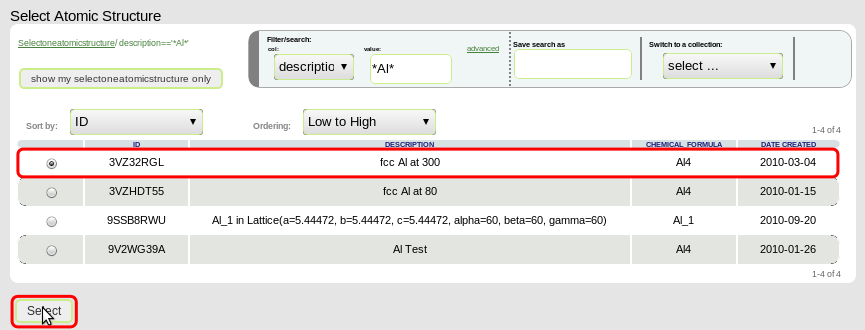 Select Atomic Structure
Selectoneatomicstructure/ description=='*Al*'
show my selectoneatomicstructure only
Filter/search:
col: value: advanced
descriptio *Al*
Save search as
Switch to a collection:
select ...
Sort by: ID Ordering: Low to High 1-4 of 4
ID DESCRIPTION CHEMICAL_FORMULA DATE CREATED
3VZ32RGL fcc Al at 300 Al4 2010-03-04
3VZHDT55 fcc Al at 80 Al4 2010-01-15
9SSB8RWU Al_1 in Lattice(a=5.44472, b=5.44472, c=5.44472, alpha=60, beta=60, gamma=60) Al_1 2010-09-20
9V2WG39A Al Test Al4 2010-01-26
1-4 of 4
Select